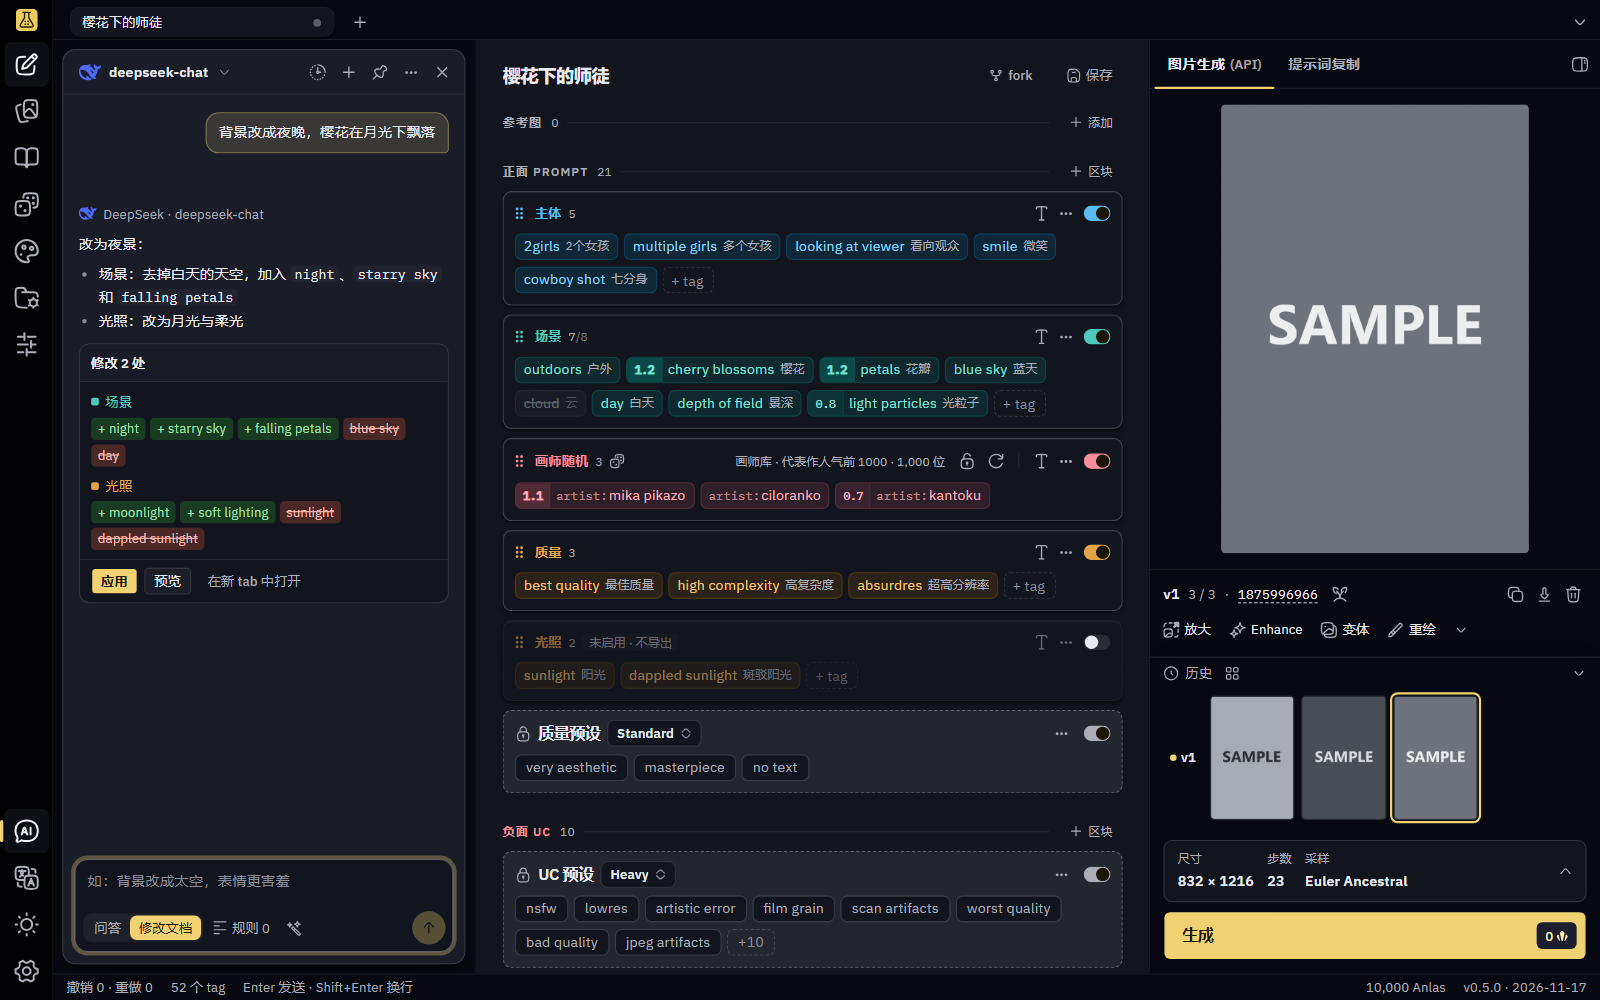 樱花下的师徒
deepseek-chat
背景改成夜晚，樱花在月光下飘落
DeepSeek · deepseek-chat
改为夜景：
场景：去掉白天的天空，加入 night 、 starry sky
和 falling petals
光照：改为月光与柔光
修改 2 处
场景
+ night + starry sky + falling petals blue sky
day
光照
+ moonlight + soft lighting sunlight
dappled sunlight
应用 预览 在新 tab 中打开
如：背景改成太空，表情更害羞
问答 修改文档 规则 0
AI
樱花下的师徒
fork 保存
参考图 0 添加
正面 PROMPT 21 区块
主体 5
2girls 2个女孩 multiple girls 多个女孩 looking at viewer 看向观众 smile 微笑
cowboy shot 七分身 + tag
场景 7/8
outdoors 户外 1.2 cherry blossoms 樱花 1.2 petals 花瓣 blue sky 蓝天
cloud 云 day 白天 depth of field 景深 0.8 light particles 光粒子 + tag
画师随机 3 画师库 · 代表作人气前 1000 · 1,000 位
1.1 artist:mika pikazo artist:ciloranko 0.7 artist:kantoku
质量 3
best quality 最佳质量 high complexity 高复杂度 absurdres 超高分辨率 + tag
光照 2 未启用 · 不导出
sunlight 阳光 dappled sunlight 斑驳阳光 + tag
质量预设 Standard
very aesthetic masterpiece no text
负面 UC 10 区块
UC 预设 Heavy
nsfw lowres artistic error film grain scan artifacts worst quality
bad quality jpeg artifacts +10
图片生成 (API) 提示词复制
SAMPLE
v1 3 / 3 · 1875996966
放大 Enhance 变体 重绘
历史
v1 SAMPLE SAMPLE SAMPLE
尺寸 步数 采样
832 × 1216 23 Euler Ancestral
生成 0
撤销 0 · 重做 0 52 个 tag Enter 发送 · Shift+Enter 换行
10,000 Anlas v0.5.0 · 2026-11-17